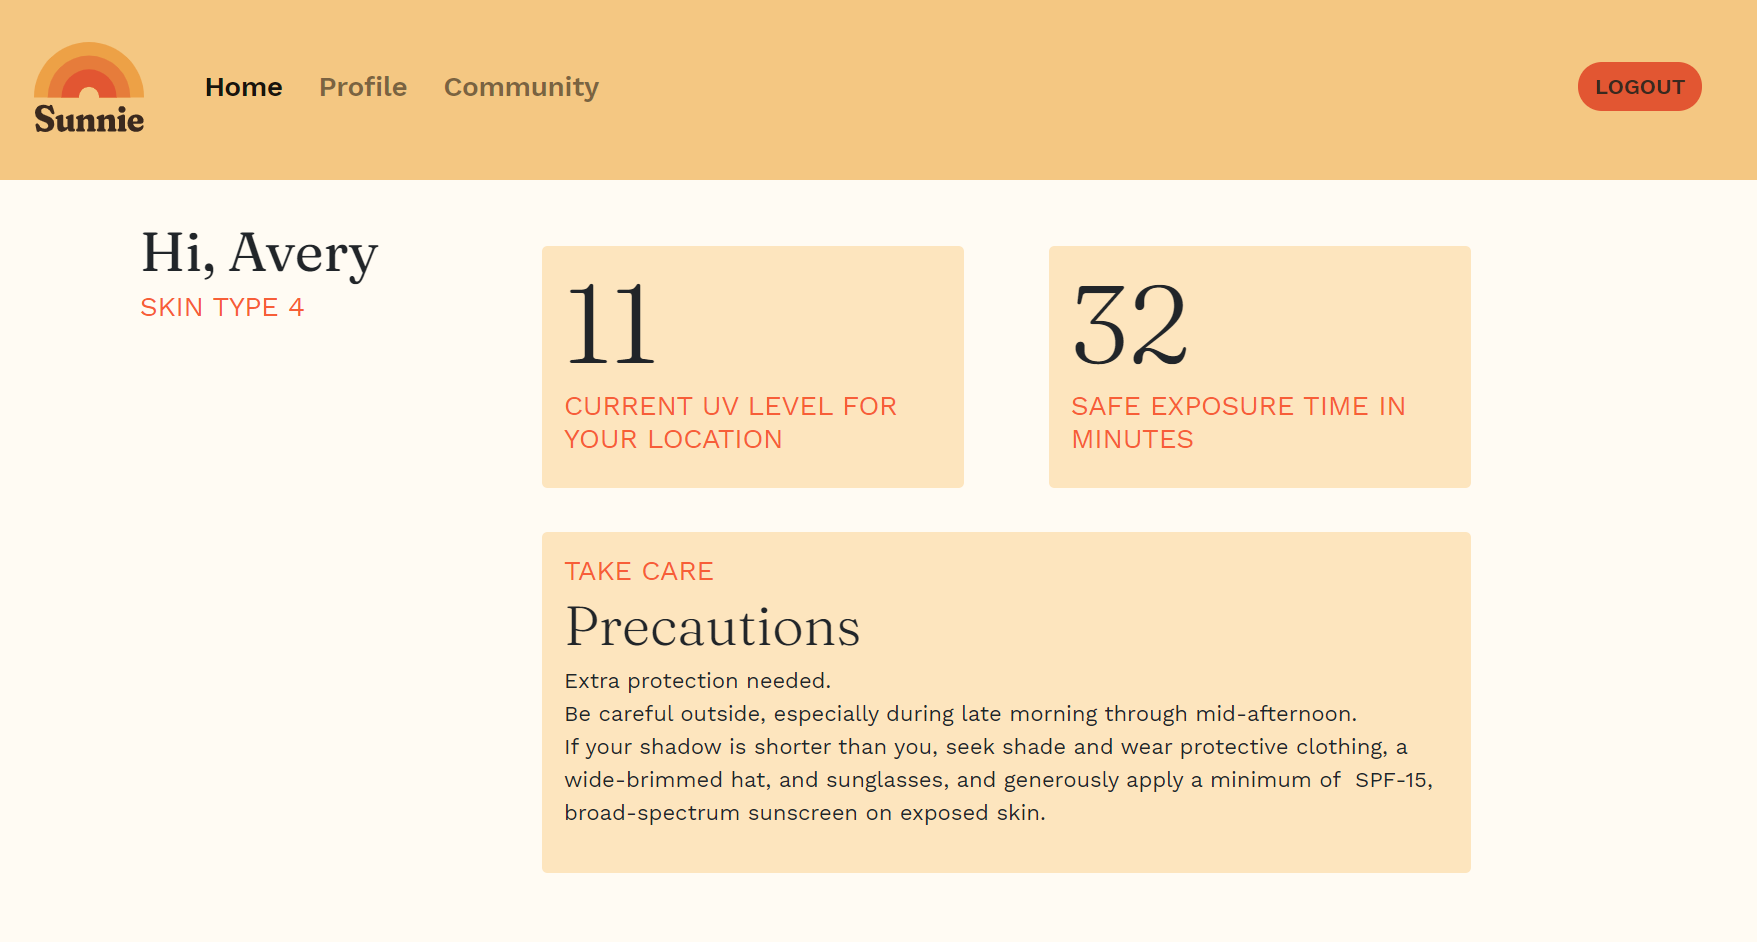 Sunnie
Home
Profile
Community
LOGOUT
Hi, Avery
SKIN TYPE 4
11
CURRENT UV LEVEL FOR
YOUR LOCATION
32
SAFE EXPOSURE TIME IN
MINUTES
TAKE CARE
Precautions
Extra protection needed.
Be careful outside, especially during late morning through mid-afternoon.
If your shadow is shorter than you, seek shade and wear protective clothing, a
wide-brimmed hat, and sunglasses, and generously apply a minimum of  SPF-15,
broad-spectrum sunscreen on exposed skin.